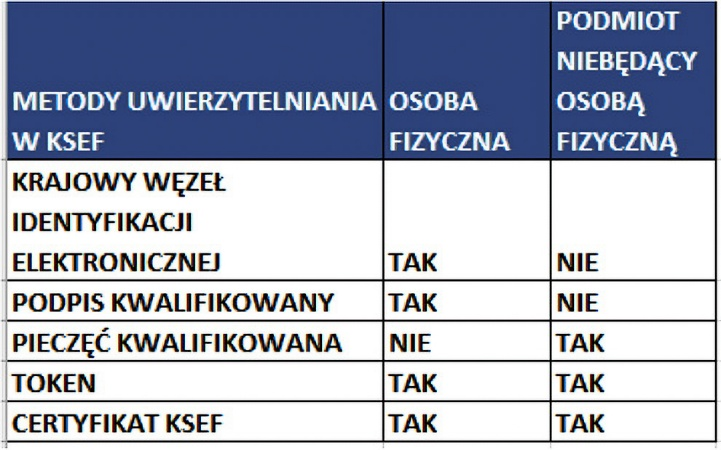 METODY UWIERZYTELNIANIA W KSEF | OSOBA FIZYCZNA | PODMIOT NIEBĘDĄCY OSOBĄ FIZYCZNĄ
KRAJOWY WĘZEŁ IDENTYFIKACJI ELEKTRONICZNEJ | TAK | NIE
PODPIS KWALIFIKOWANY | TAK | NIE
PIECZĘĆ KWALIFIKOWANA | NIE | TAK
TOKEN | TAK | TAK
CERTYFIKAT KSEF | TAK | TAK